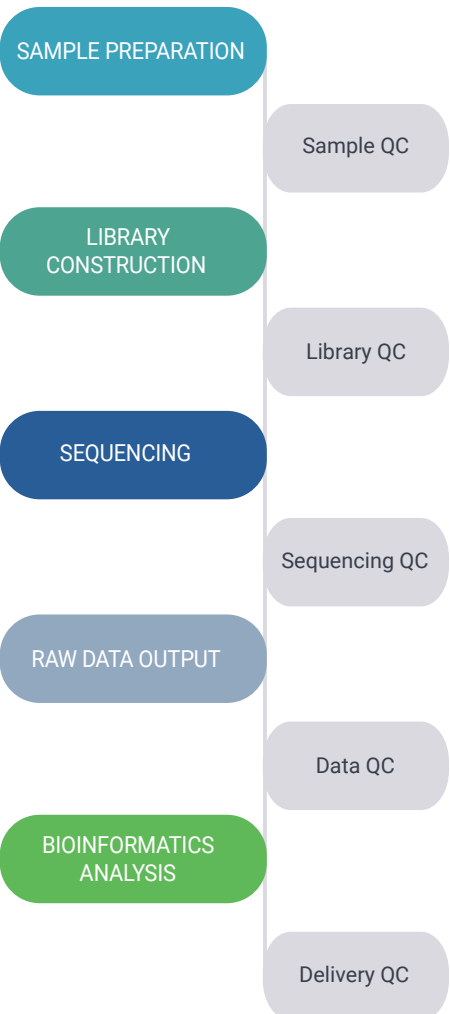 SAMPLE PREPARATION
Sample QC
LIBRARY
CONSTRUCTION
Library QC
SEQUENCING
Sequencing QC
RAW DATA OUTPUT
Data QC
BIOINFORMATICS
ANALYSIS
Delivery QC